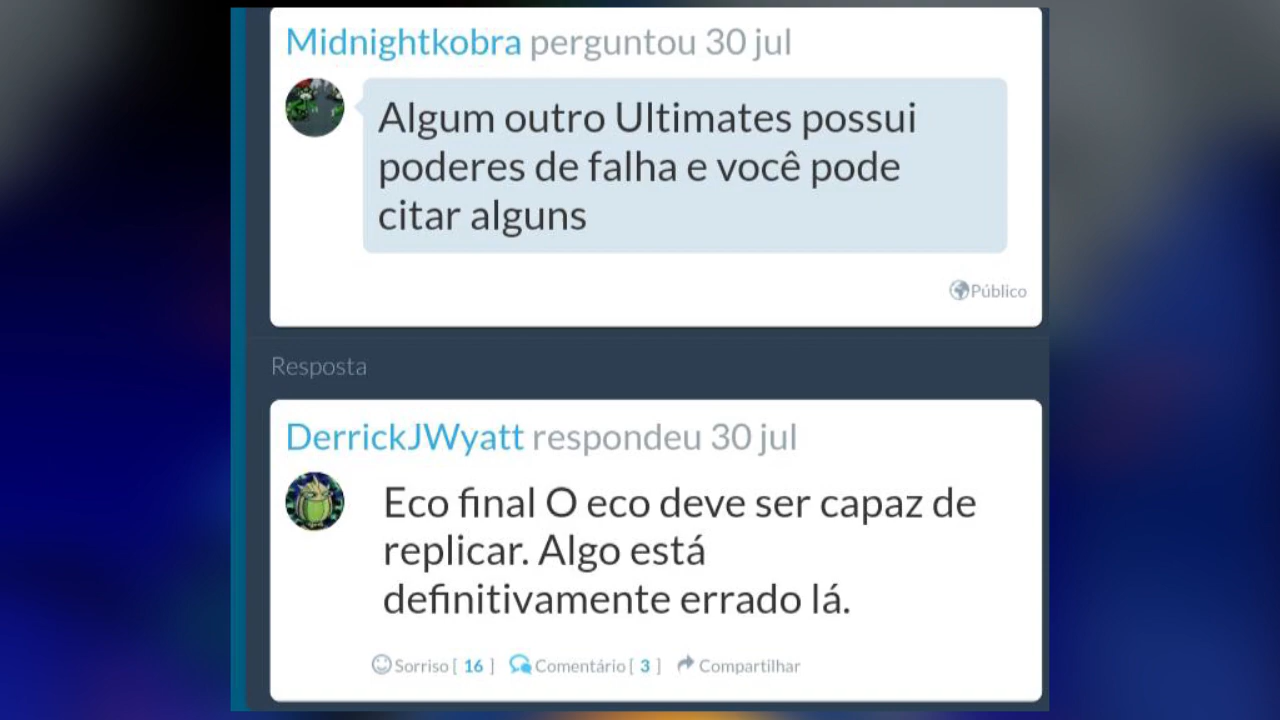 Midnightkobra perguntou 30 jul
Algum outro Ultimates possui
poderes de falha e você pode
citar alguns
Público
Resposta
DerrickJWyatt respondeu 30 jul
Eco final O eco deve ser capaz de
replicar. Algo está
definitivamente errado lá.
Sorriso [ 16 ] Comentário [ 3 ] Compartilhar